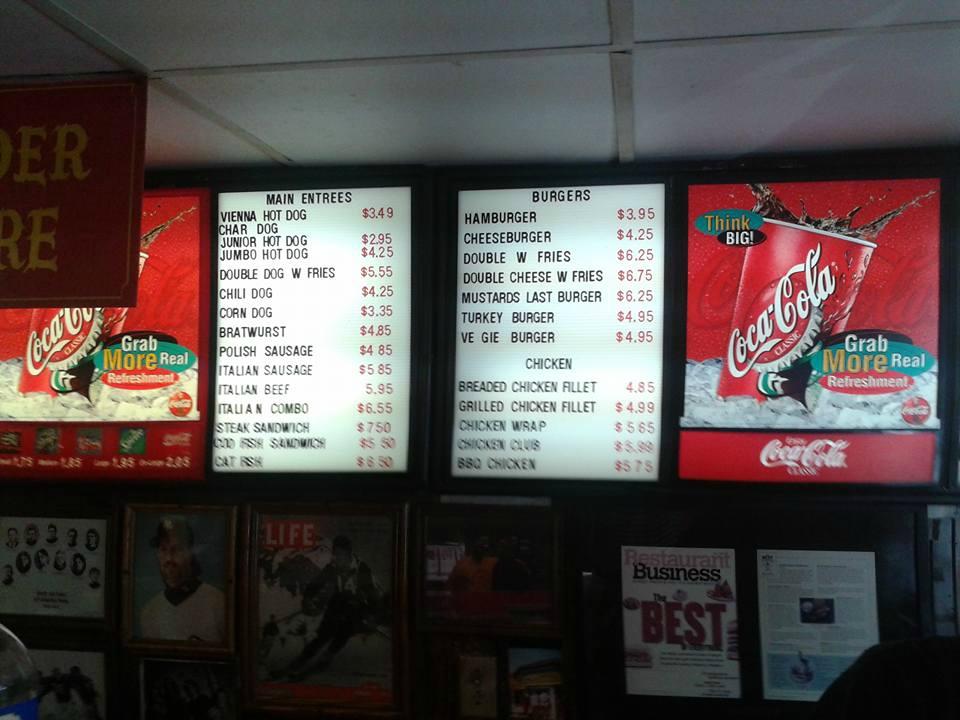 DER
RE
Coca-Cola
CLASSIC
Grab
More Real
Refreshment
MAIN ENTREES
VIENNA HOT DOG $3.49
CHAR DOG
JUNIOR HOT DOG $2.95
JUMBO HOT DOG $4.25
DOUBLE DOG W FRIES $5.55
CHILI DOG $4.25
CORN DOG $3.35
BRATWURST $4.85
POLISH SAUSAGE $4 85
ITALIAN SAUSAGE $5 85
ITALIAN BEEF 5.95
ITALIAN COMBO $6.55
STEAK SANDWICH $7 50
COD FISH SANDWICH $5 50
CAT FISH $6 50
BURGERS
HAMBURGER $3.95
CHEESEBURGER $4.25
DOUBLE W FRIES $6.25
DOUBLE CHEESE W FRIES $6.75
MUSTARDS LAST BURGER $6.25
TURKEY BURGER $4.95
VE GIE BURGER $4.95
CHICKEN
BREADED CHICKEN FILLET 4.85
GRILLED CHICKEN FILLET $4.99
CHICKEN WRAP $5 65
CHICKEN CLUB $5.99
BBQ CHICKEN $5 75
Think
BIG!
Coca-Cola
CLASSIC
Grab
More Real
Refreshment
Coca-Cola
CLASSIC
LIFE
Restaurant
Business
The
BEST